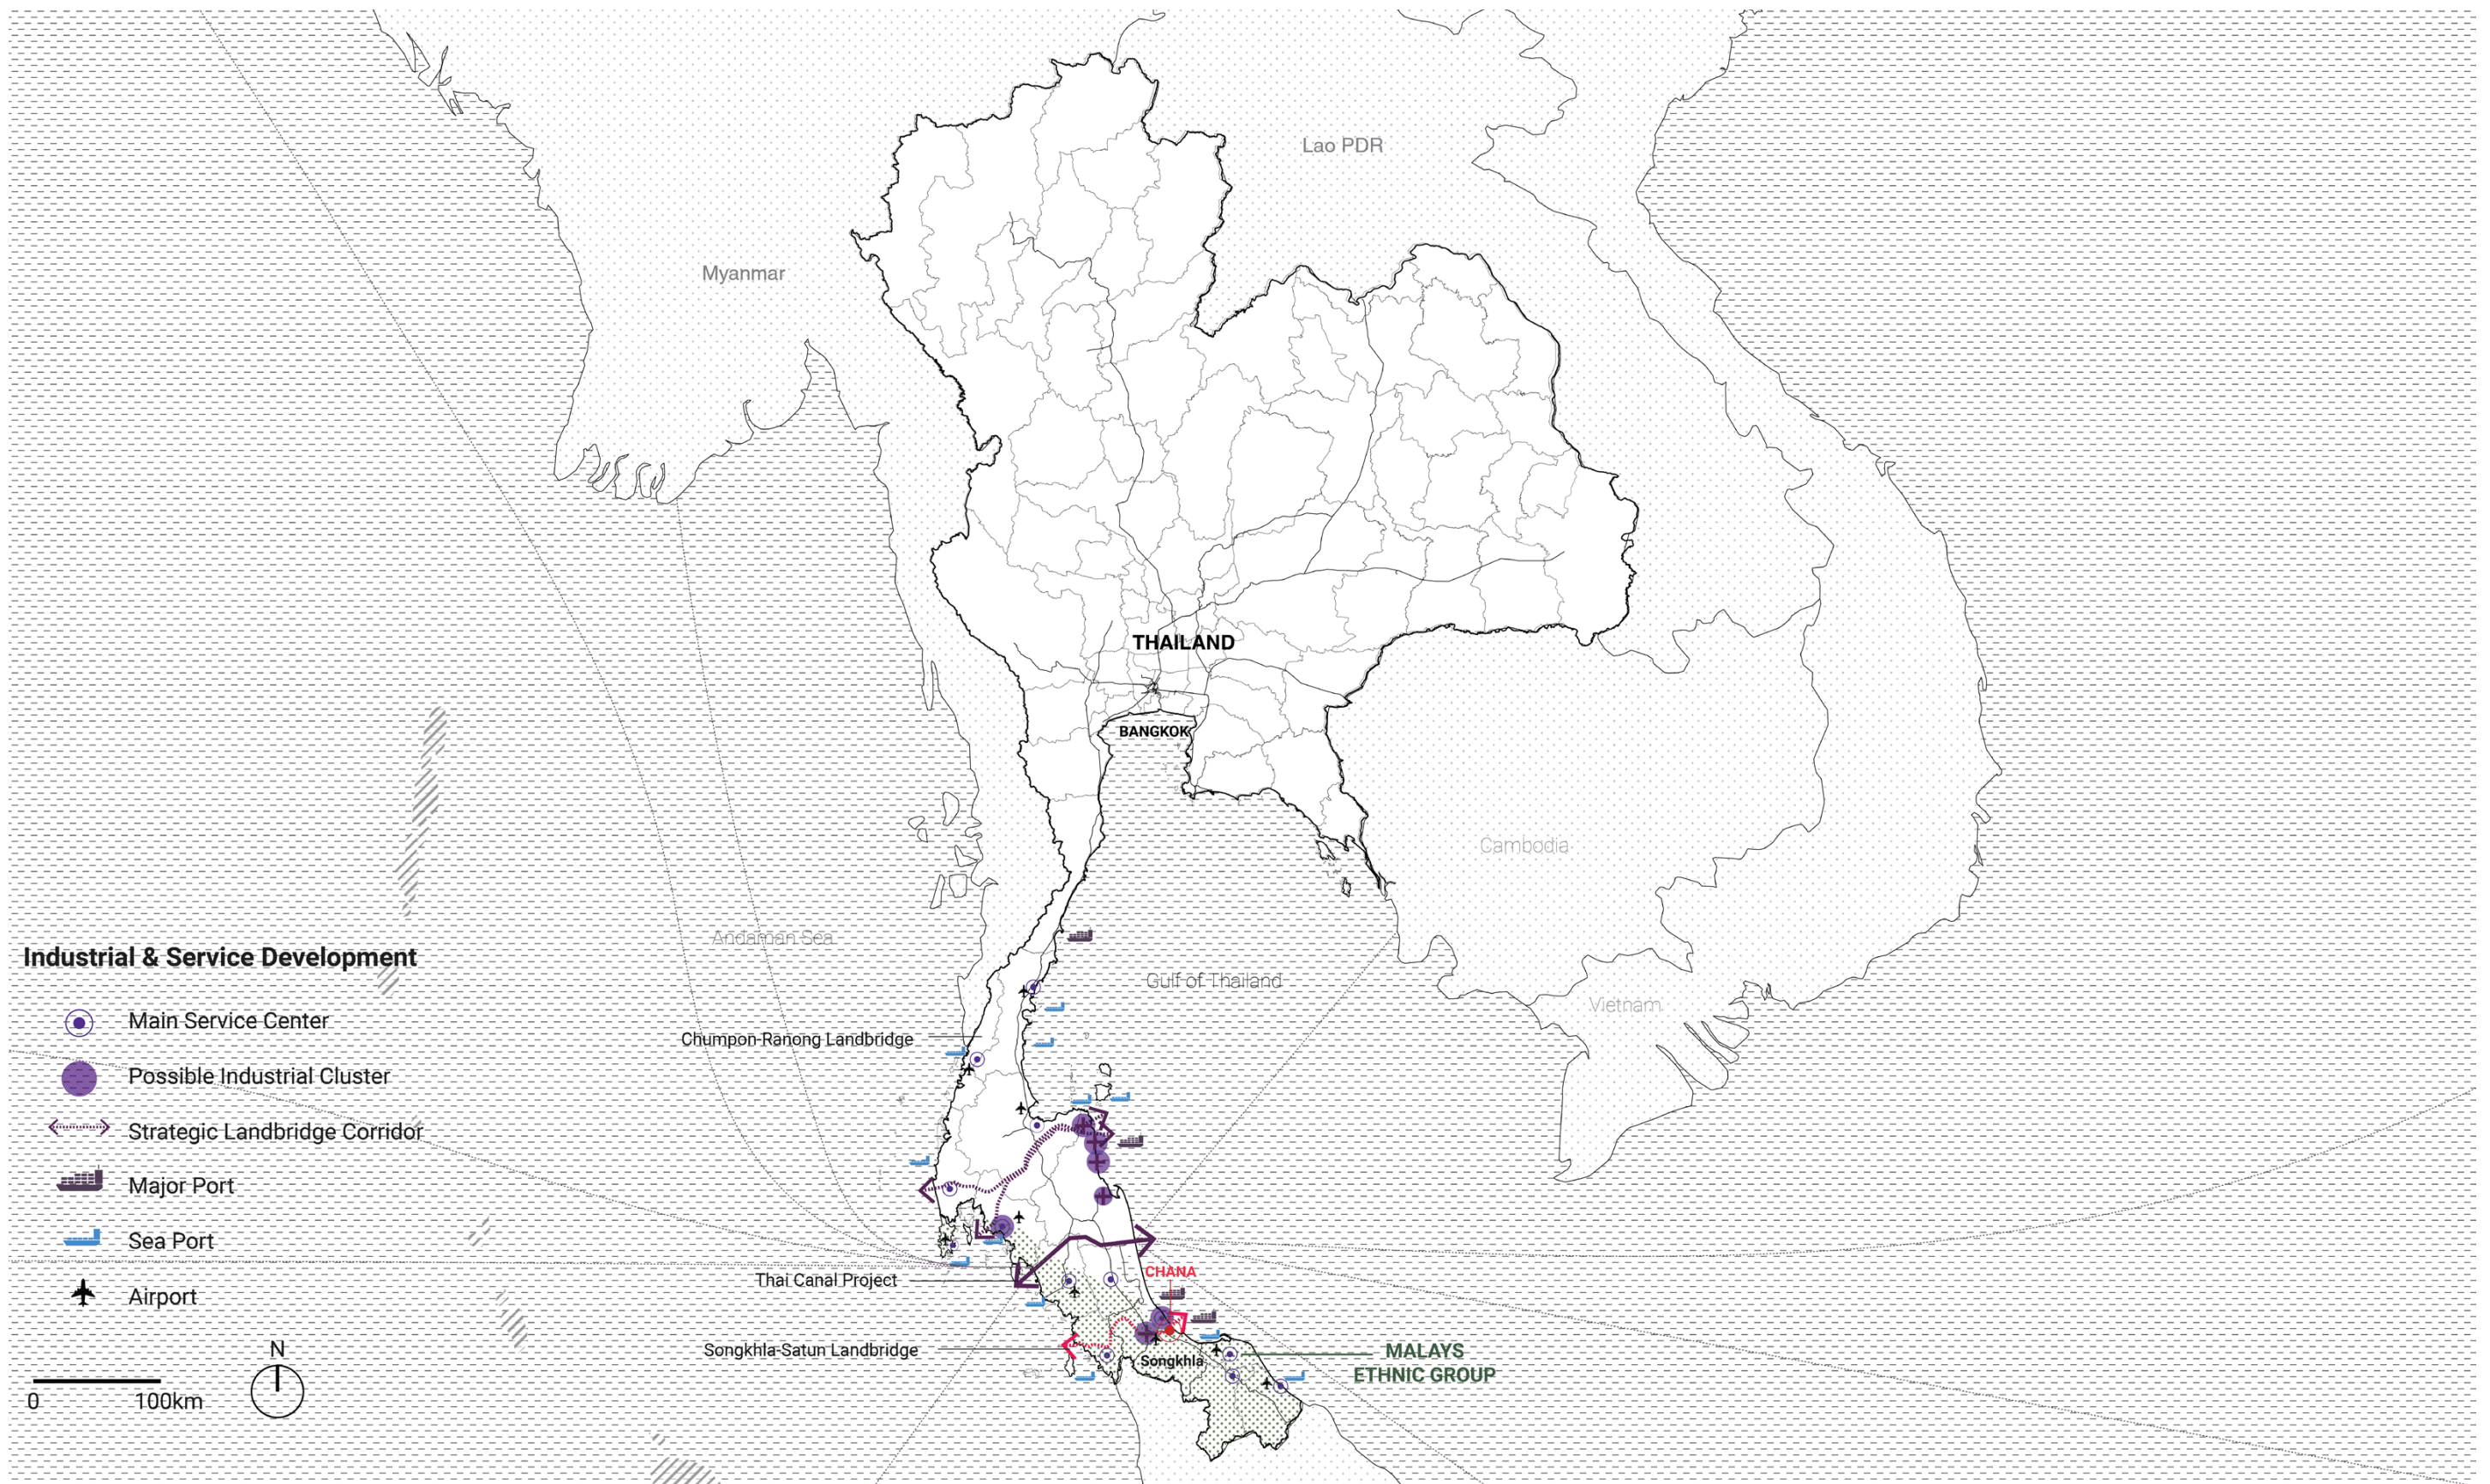 Lao PDR
Myanmar
THAILAND
BANGKOK
Cambodia
Andaman Sea
Gulf of Thailand
Vietnam
Industrial & Service Development
Main Service Center
Possible Industrial Cluster
Strategic Landbridge Corridor
Major Port
Sea Port
Airport
N
0
100km
Chumpon-Ranong Landbridge
Thai Canal Project
CHANA
Songkhla-Satun Landbridge
Songkhla
MALAYS
ETHNIC GROUP